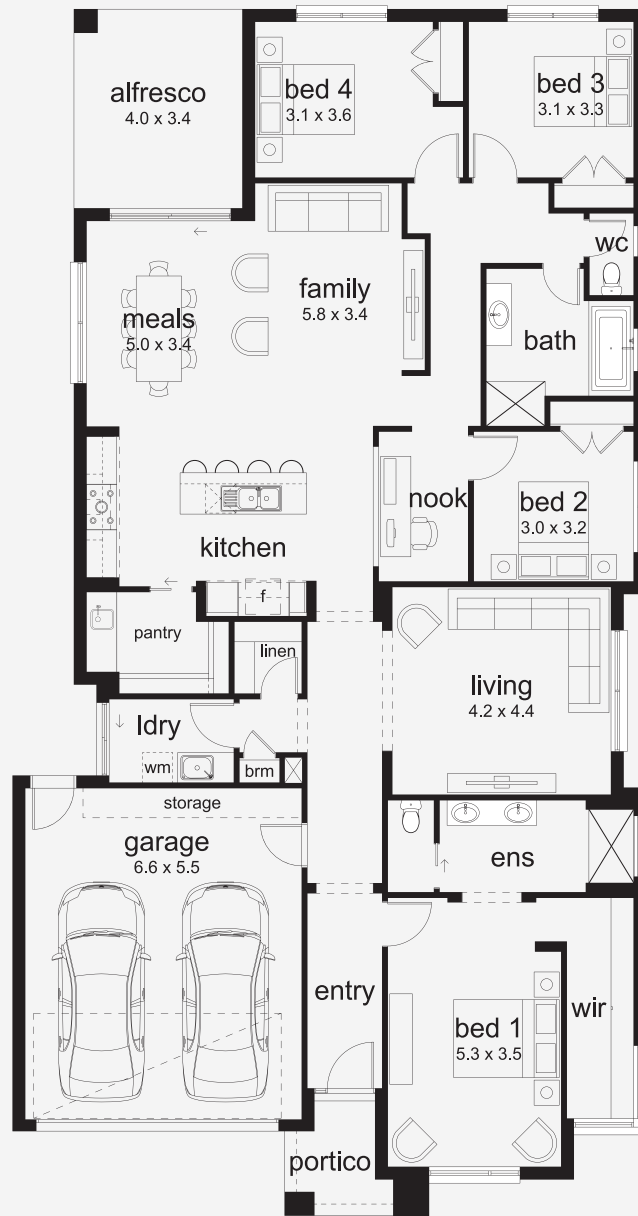 alfresco
4.0 x 3.4
bed 4
3.1 x 3.6
bed 3
3.1 x 3.3
wc
family
5.8 x 3.4
meals
5.0 x 3.4
bath
nook
bed 2
3.0 x 3.2
kitchen
f
pantry
linen
living
4.2 x 4.4
ldry
wm
brm
storage
garage
6.6 x 5.5
ens
entry
bed 1
5.3 x 3.5
wir
portico